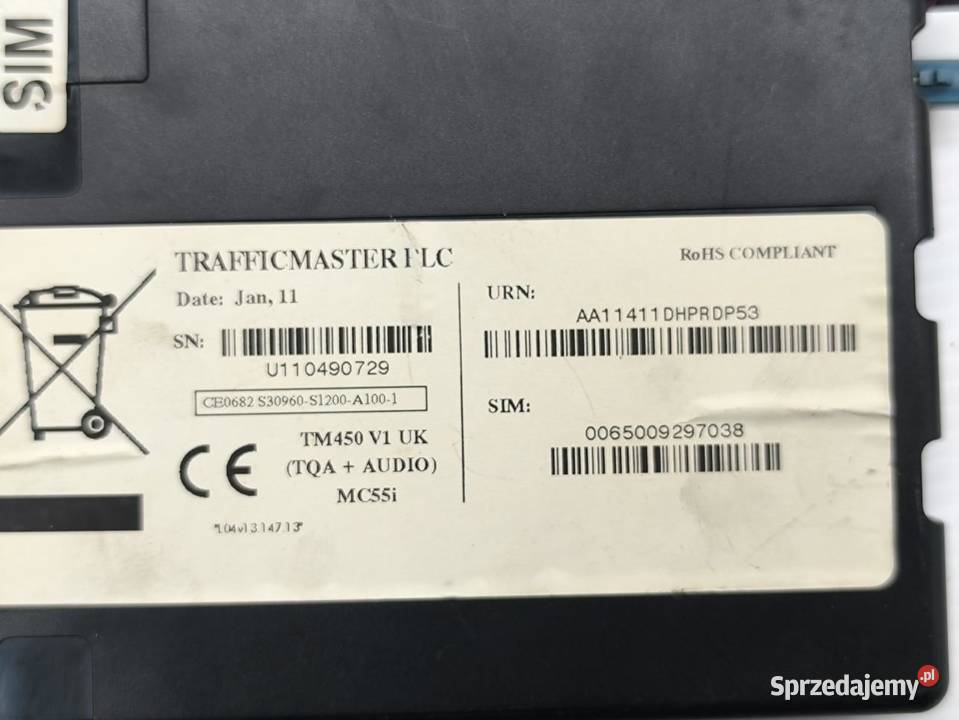 SIM
TRAFFICMASTER PLC
RoHS COMPLIANT
Date: Jan, 11
SN:
U110490729
CE0682 S30960-S1200-A100-1
TM450 V1 UK
(TQA + AUDIO)
MC55i
CE
URN:
AA11411DHPRDP53
SIM:
0065009297038
Sprzedajemy.pl